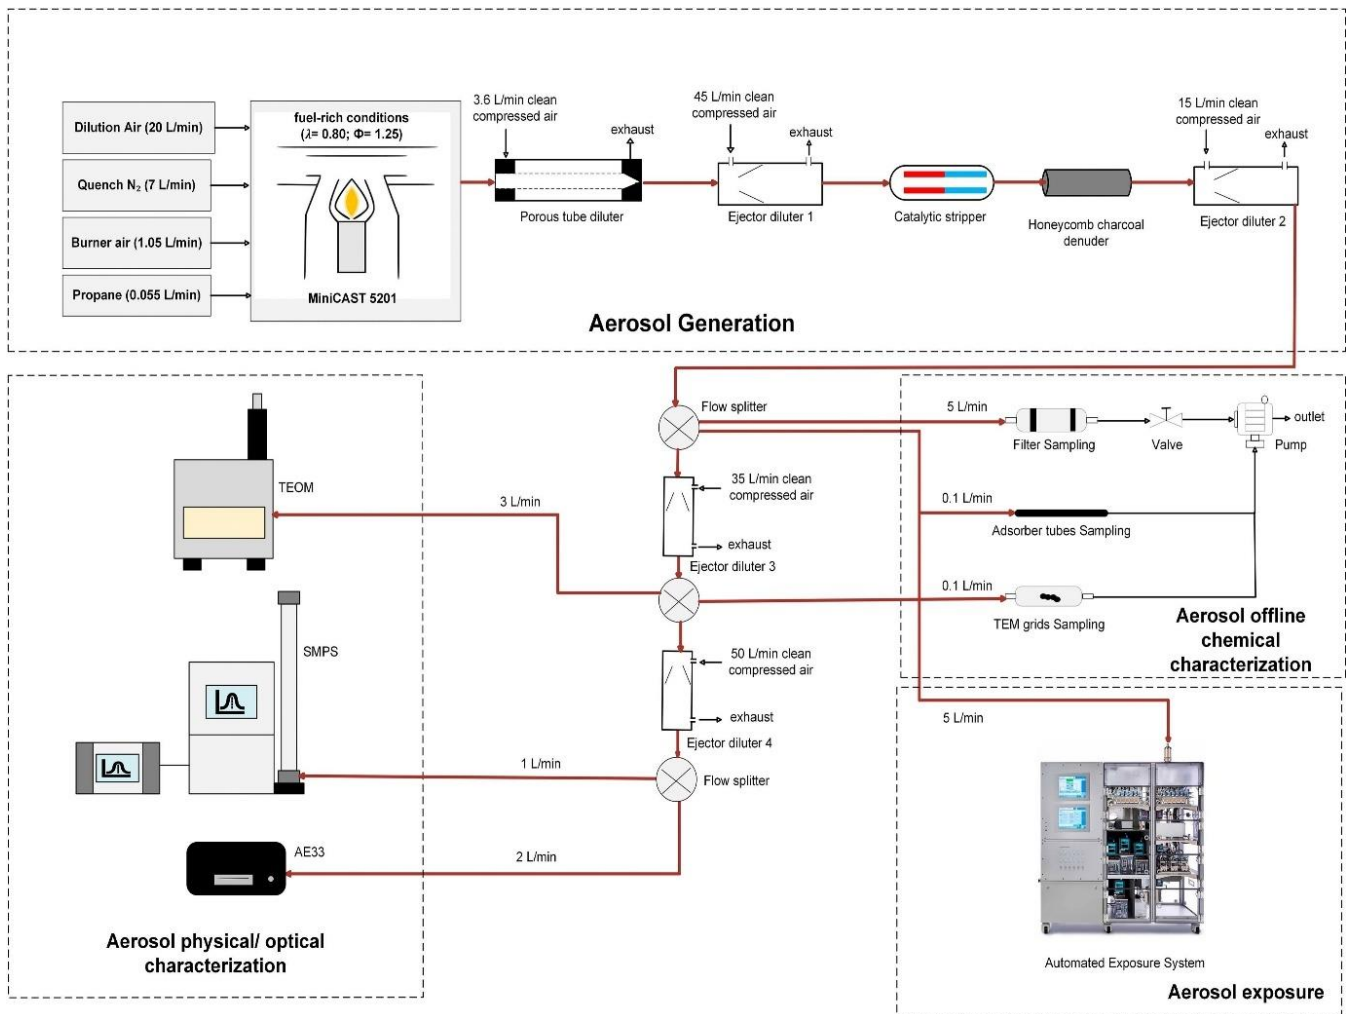 Dilution Air (20 L/min)
Quench N₂ (7 L/min)
Burner air (1.05 L/min)
Propane (0.055 L/min)
fuel-rich conditions
(λ= 0.80; Φ= 1.25)
MiniCAST 5201
3.6 L/min clean
compressed air
exhaust
Porous tube diluter
45 L/min clean
compressed air
exhaust
Ejector diluter 1
Catalytic stripper
Honeycomb charcoal
denuder
15 L/min clean
compressed air
exhaust
Ejector diluter 2
Aerosol Generation
Flow splitter
35 L/min clean
compressed air
exhaust
Ejector diluter 3
50 L/min clean
compressed air
exhaust
Ejector diluter 4
Flow splitter
TEOM
3 L/min
SMPS
1 L/min
AE33
2 L/min
Aerosol physical/ optical
characterization
5 L/min
Filter Sampling
Valve
Pump
outlet
0.1 L/min
Adsorber tubes Sampling
0.1 L/min
TEM grids Sampling
Aerosol offline
chemical
characterization
5 L/min
Automated Exposure System
Aerosol exposure